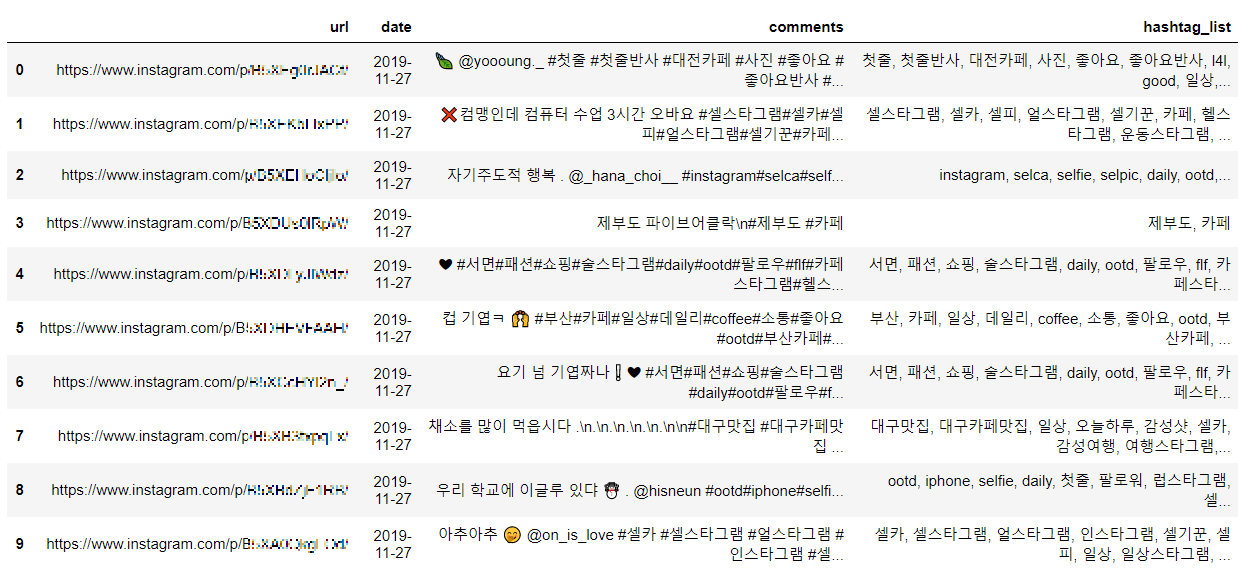 url date comments hashtag_list
0 https://www.instagram.com/p/ 2019-11-27 @yoooung._ #첫줄 #첫줄반사 #대전카페 #사진 #좋아요 #좋아요반사 #... 첫줄, 첫줄반사, 대전카페, 사진, 좋아요, 좋아요반사, l4l, good, 일상,...
1 https://www.instagram.com/p/ 2019-11-27 ❌컴맹인데 컴퓨터 수업 3시간 오바요 #셀스타그램#셀카#셀피#얼스타그램#셀기꾼#카페... 셀스타그램, 셀카, 셀피, 얼스타그램, 셀기꾼, 카페, 헬스타그램, 운동스타그램, ...
2 https://www.instagram.com/p/ 2019-11-27 자기주도적 행복 . @_hana_choi__ #instagram#selca#self... instagram, selca, selfie, selpic, daily, ootd,...
3 https://www.instagram.com/p/ 2019-11-27 제부도 파이브어클락\n#제부도 #카페 제부도, 카페
4 https://www.instagram.com/p/ 2019-11-27 ♥ #서면#패션#쇼핑#술스타그램#daily#ootd#팔로우#flf#카페스타그램#헬스... 서면, 패션, 쇼핑, 술스타그램, daily, ootd, 팔로우, flf, 카페스타...
5 https://www.instagram.com/p/ 2019-11-27 컵 기엽ㅋ 🙌 #부산#카페#일상#데일리#coffee#소통#좋아요#ootd#부산카페#... 부산, 카페, 일상, 데일리, coffee, 소통, 좋아요, ootd, 부산카페, ...
6 https://www.instagram.com/p/ 2019-11-27 요기 넘 기엽짜나❕♥ #서면#패션#쇼핑#술스타그램#daily#ootd#팔로우#f... 서면, 패션, 쇼핑, 술스타그램, daily, ootd, 팔로우, flf, 카페스타...
7 https://www.instagram.com/p/ 2019-11-27 채소를 많이 먹읍시다 .\n.\n.\n.\n.\n.\n\n#대구맛집 #대구카페맛집 ... 대구맛집, 대구카페맛집, 일상, 오늘하루, 감성샷, 셀카, 감성여행, 여행스타그램,...
8 https://www.instagram.com/p/ 2019-11-27 우리 학교에 이글루 있댜 . @hisneun #ootd#iphone#selfi... ootd, iphone, selfie, daily, 첫줄, 팔로워, 럽스타그램, 셀...
9 https://www.instagram.com/p/ 2019-11-27 아추아추 😊 @on_is_love #셀카 #셀스타그램 #얼스타그램 #인스타그램 #셀... 셀카, 셀스타그램, 얼스타그램, 인스타그램, 셀기꾼, 셀피, 일상, 일상스타그램, ...